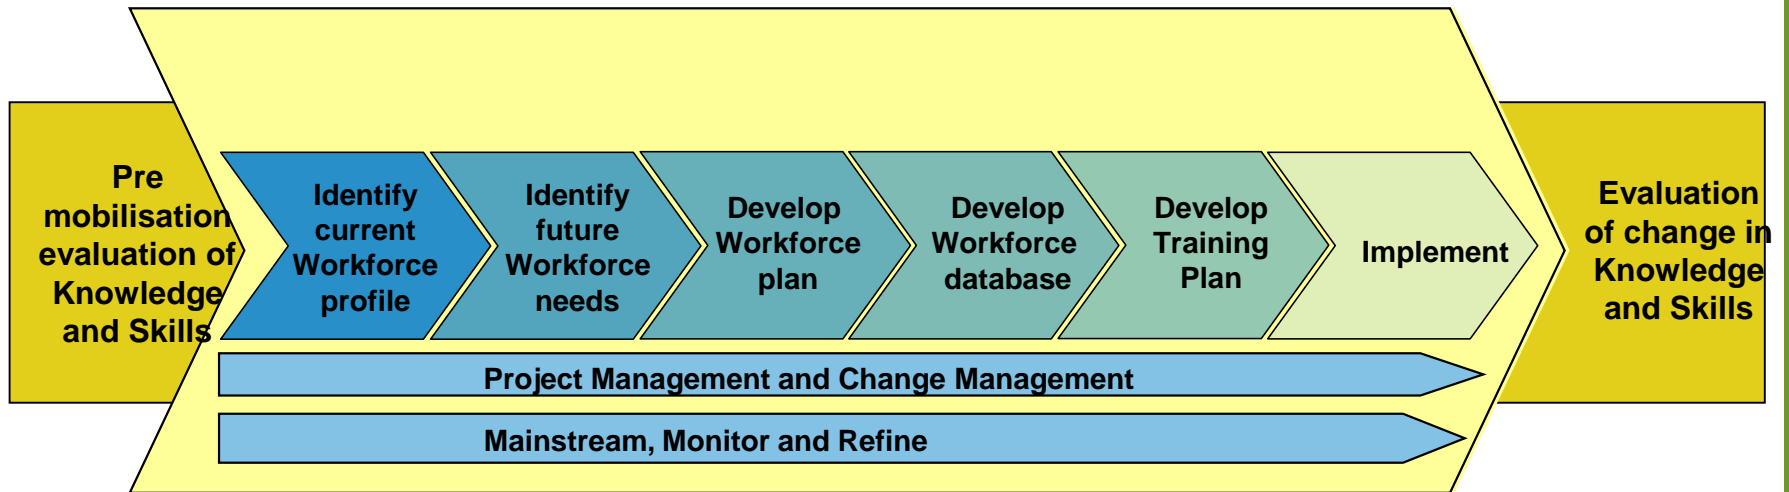 Pre
mobilisation
evaluation of
Knowledge
and Skills
Identify
current
Workforce
profile
Identify
future
Workforce
needs
Develop
Workforce
plan
Develop
Workforce
database
Develop
Training
Plan
Implement
Evaluation
of change in
Knowledge
and Skills
Project Management and Change Management
Mainstream, Monitor and Refine